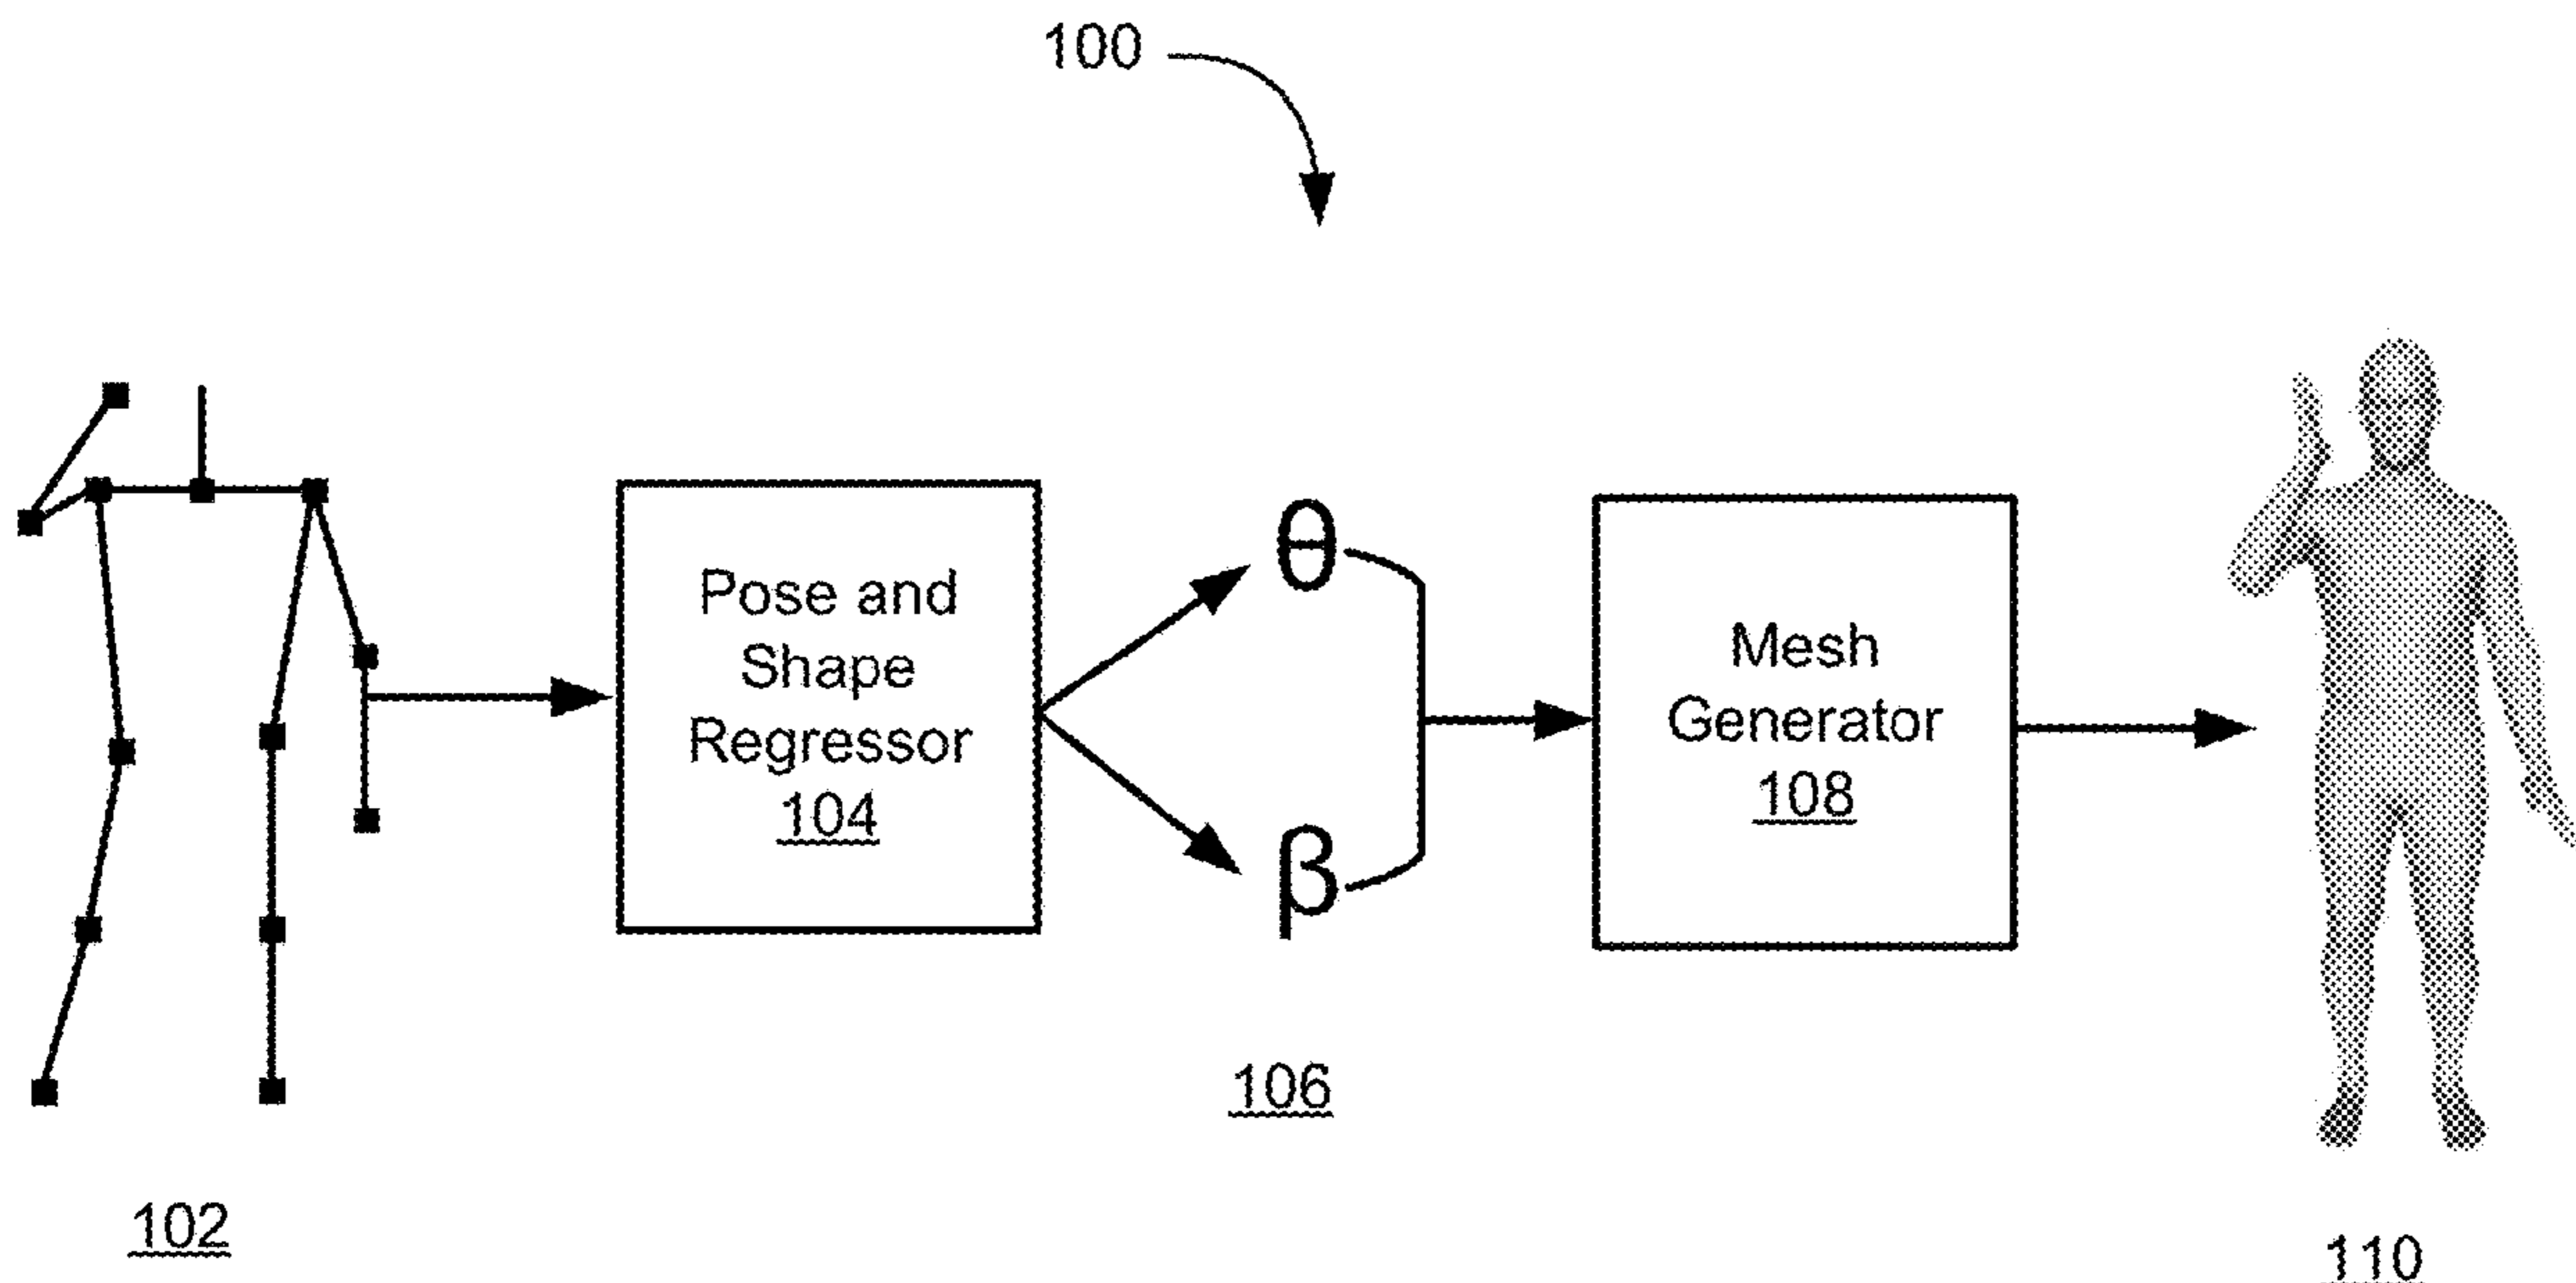 100
Pose and
Shape
Regressor
104
θ
β
106
Mesh
Generator
108
102
110